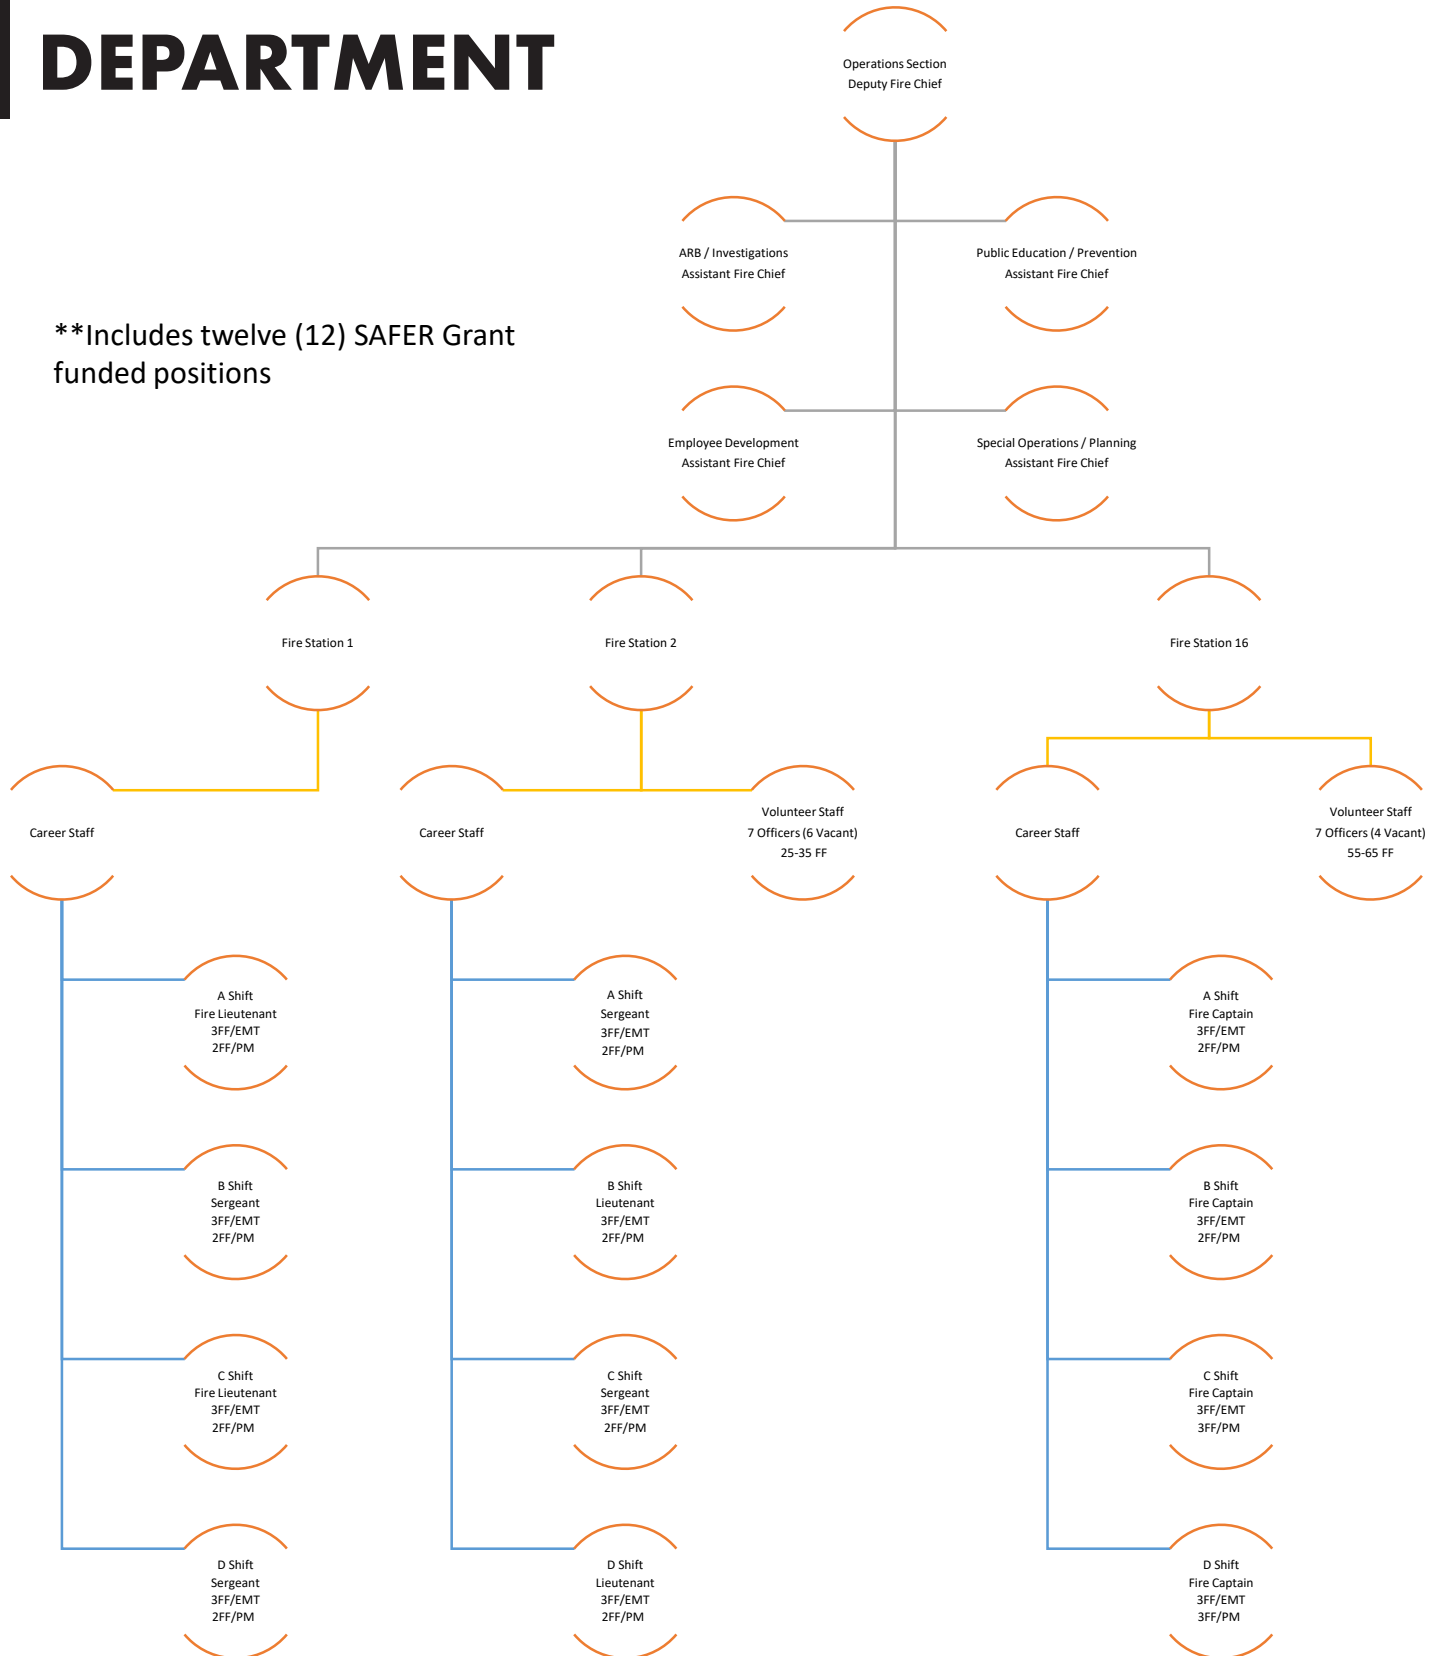 DEPARTMENT
Operations Section
Deputy Fire Chief
ARB / Investigations
Assistant Fire Chief
Public Education / Prevention
Assistant Fire Chief
**Includes twelve (12) SAFER Grant
funded positions
Employee Development
Assistant Fire Chief
Special Operations / Planning
Assistant Fire Chief
Fire Station 1
Fire Station 2
Fire Station 16
Career Staff
Career Staff
Volunteer Staff
7 Officers (6 Vacant)
25-35 FF
Career Staff
Volunteer Staff
7 Officers (4 Vacant)
55-65 FF
A Shift
Fire Lieutenant
3FF/EMT
2FF/PM
A Shift
Sergeant
3FF/EMT
2FF/PM
A Shift
Fire Captain
3FF/EMT
2FF/PM
B Shift
Sergeant
3FF/EMT
2FF/PM
B Shift
Lieutenant
3FF/EMT
2FF/PM
B Shift
Fire Captain
3FF/EMT
2FF/PM
C Shift
Fire Lieutenant
3FF/EMT
2FF/PM
C Shift
Sergeant
3FF/EMT
2FF/PM
C Shift
Fire Captain
3FF/EMT
3FF/PM
D Shift
Sergeant
3FF/EMT
2FF/PM
D Shift
Lieutenant
3FF/EMT
2FF/PM
D Shift
Fire Captain
3FF/EMT
3FF/PM